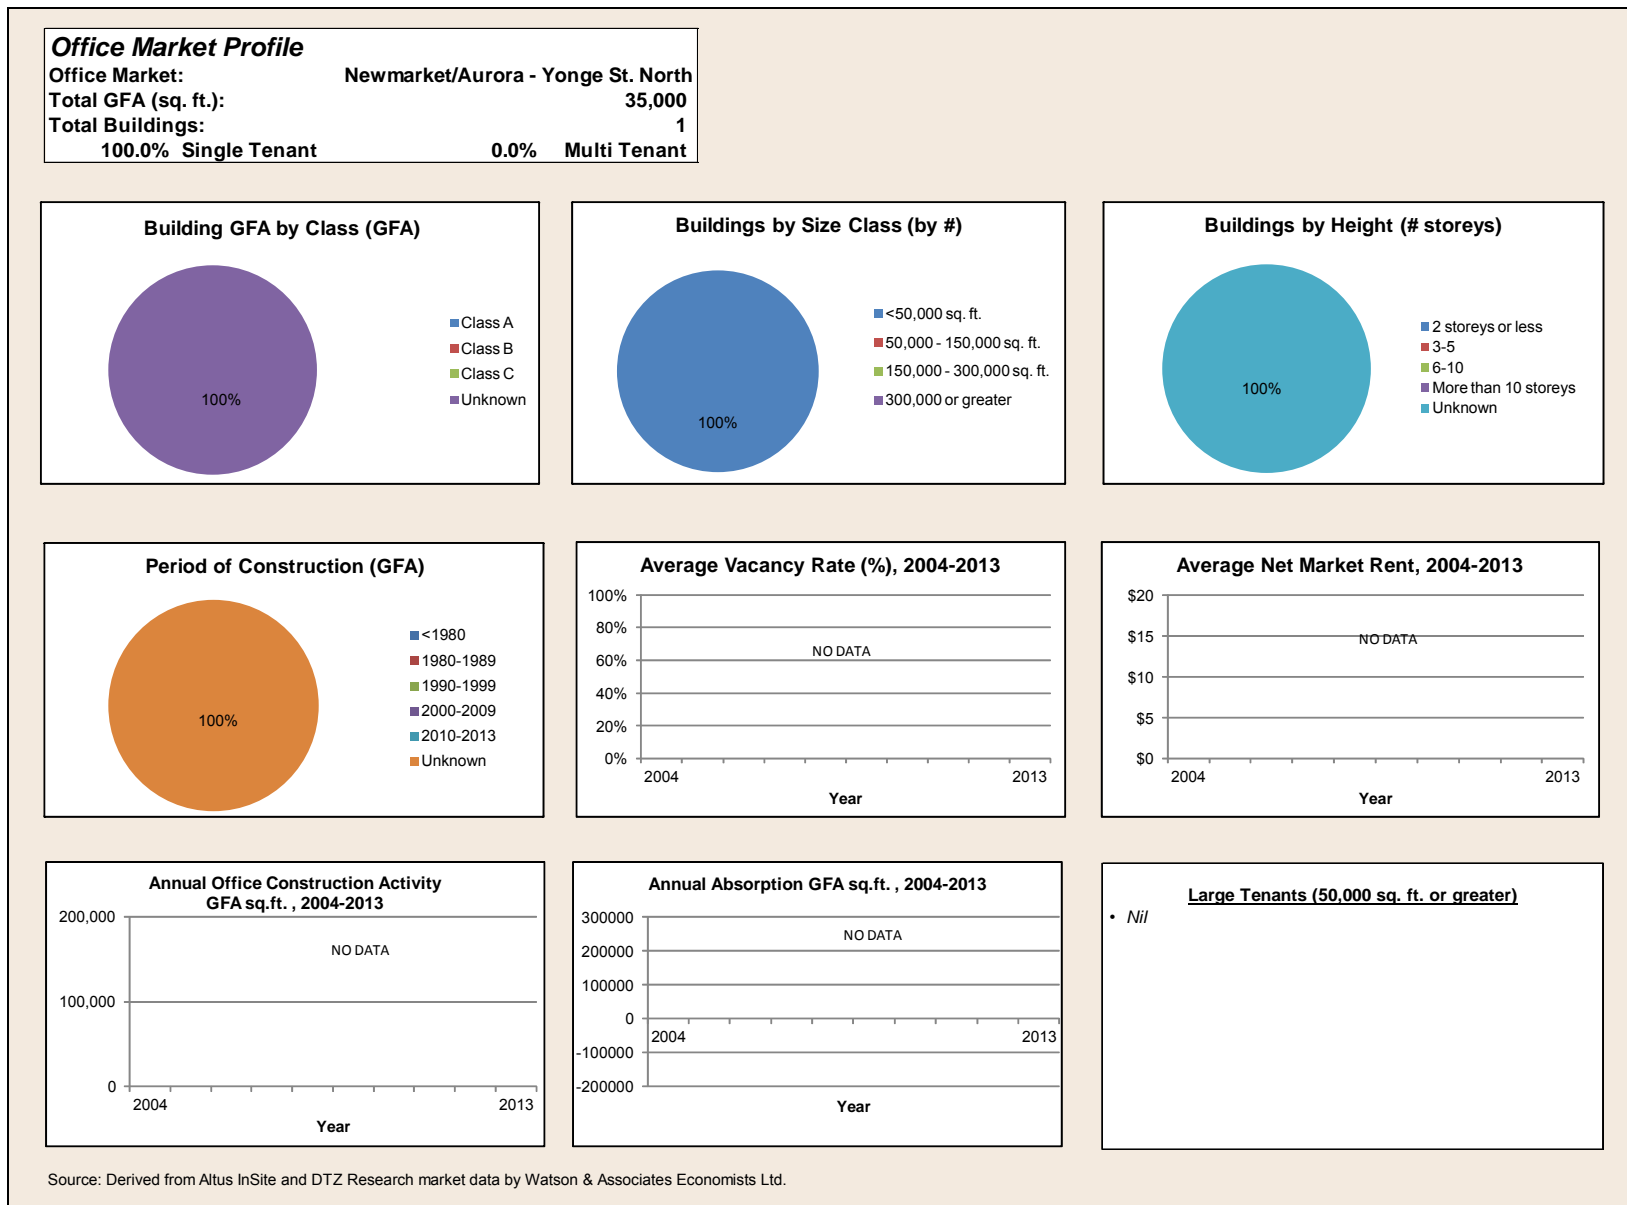 Office Market Profile
Office Market: Newmarket/Aurora - Yonge St. North
Total GFA (sq. ft.): 35,000
Total Buildings: 1
100.0% Single Tenant 0.0% Multi Tenant
Building GFA by Class (GFA)
100%
Class A
Class B
Class C
Unknown
Buildings by Size Class (by #)
100%
<50,000 sq. ft.
50,000 - 150,000 sq. ft.
150,000 - 300,000 sq. ft.
300,000 or greater
Buildings by Height (# storeys)
100%
2 storeys or less
3-5
6-10
More than 10 storeys
Unknown
Period of Construction (GFA)
100%
<1980
1980-1989
1990-1999
2000-2009
2010-2013
Unknown
Average Vacancy Rate (%), 2004-2013
100%
80%
60%
40%
20%
0%
NO DATA
2004 2013
Year
Average Net Market Rent, 2004-2013
$20
$15
$10
$5
$0
NO DATA
2004 2013
Year
Annual Office Construction Activity
GFA sq.ft. , 2004-2013
200,000
100,000
0
NO DATA
2004 2013
Year
Annual Absorption GFA sq.ft. , 2004-2013
300000
200000
100000
0
-100000
-200000
NO DATA
2004 2013
Year
Large Tenants (50,000 sq. ft. or greater)
• Nil
Source: Derived from Altus InSite and DTZ Research market data by Watson & Associates Economists Ltd.